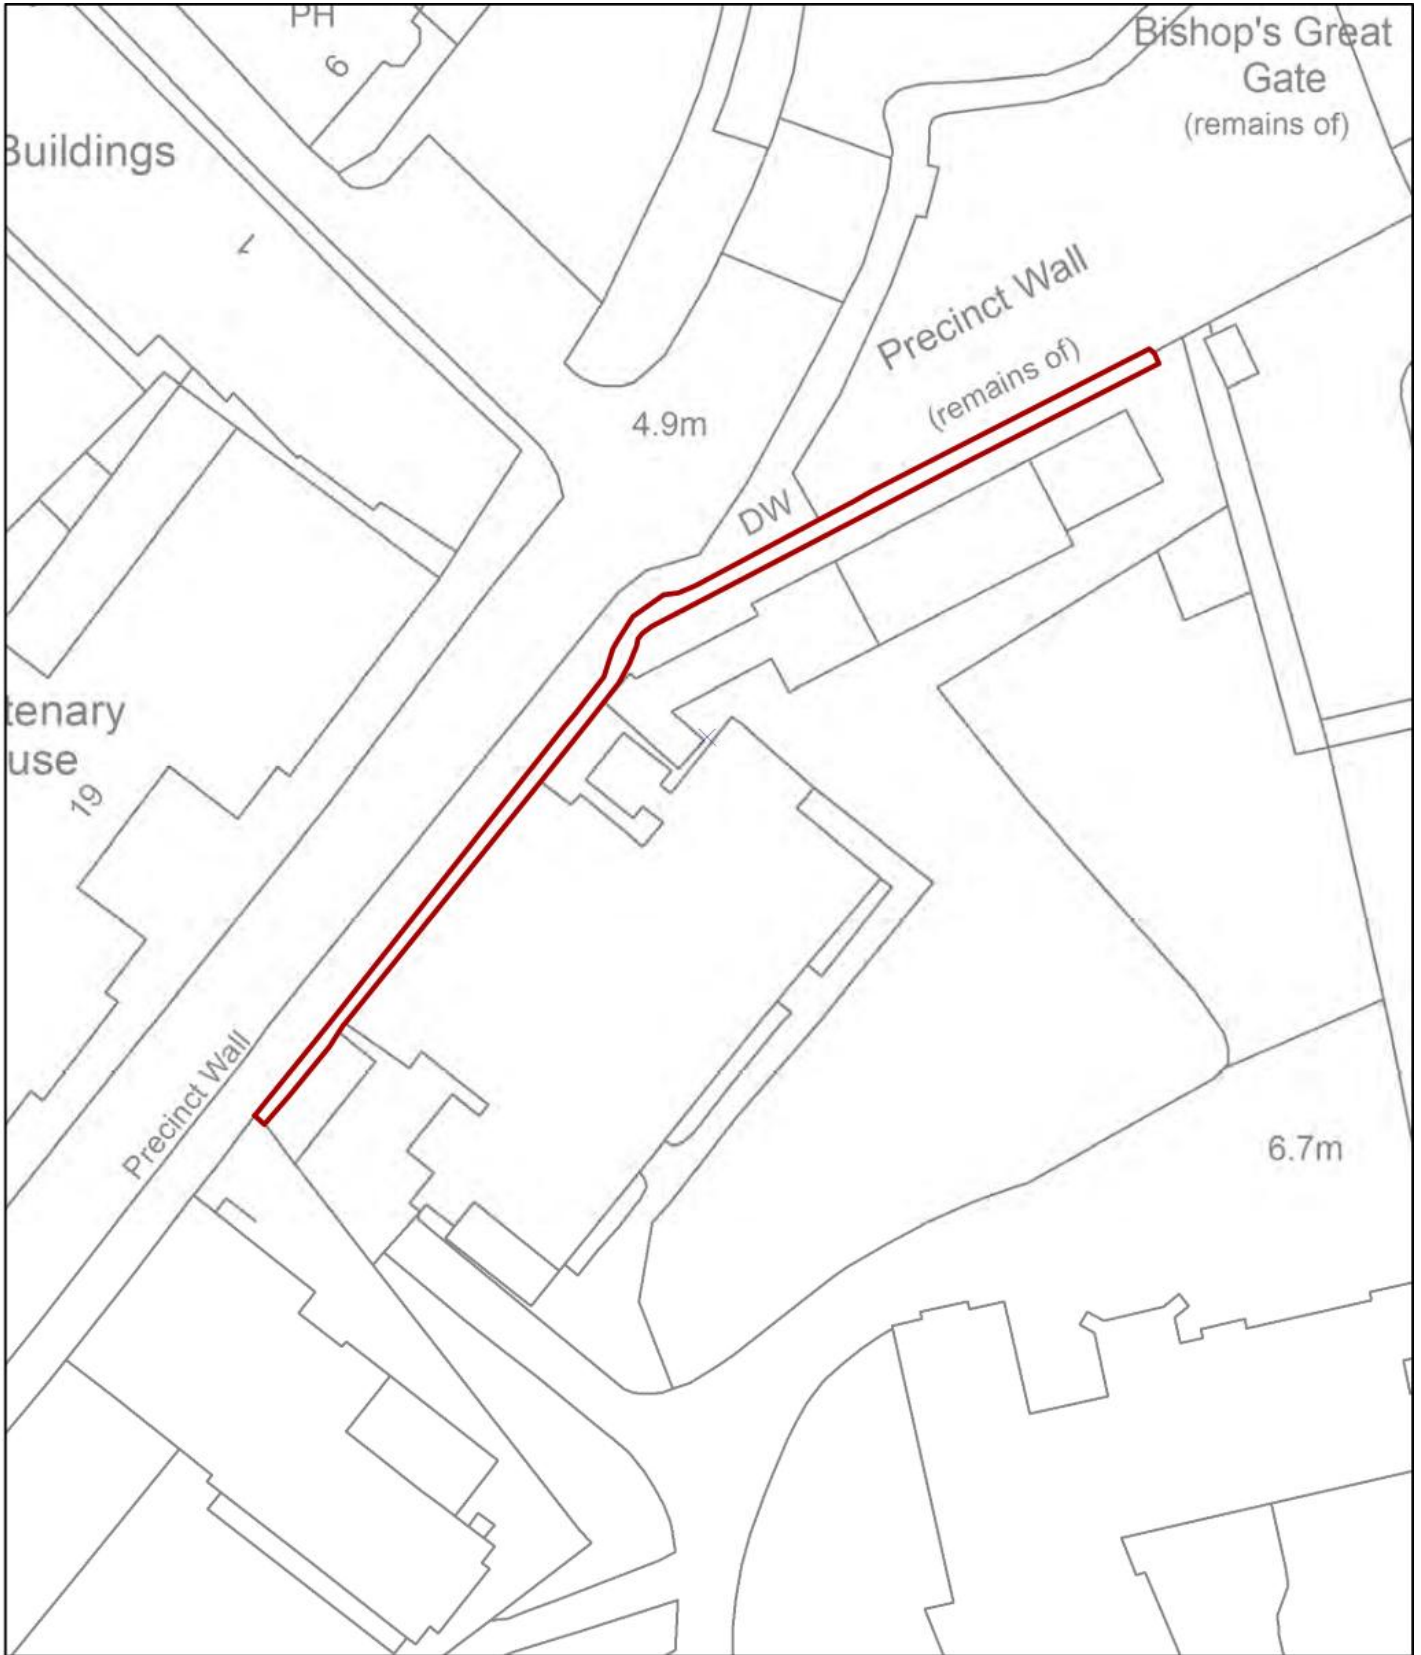 PH
6
Bishop's Great
Gate
(remains of)
Buildings
1
Precinct Wall
(remains of)
4.9m
DW
tenary
use
19
Precinct Wall
6.7m